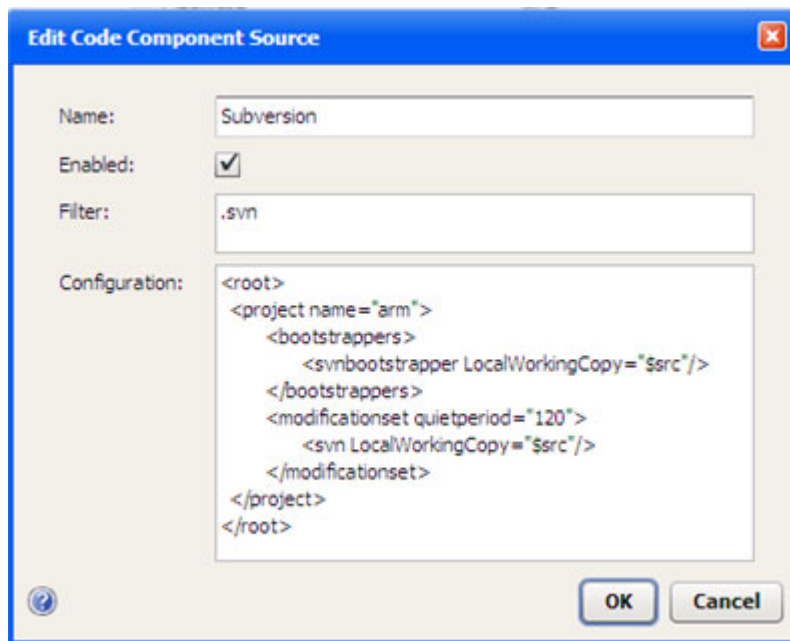 Edit Code Component Source
Name: Subversion
Enabled:
Filter: .svn
Configuration: <root>
<project name="arm">
<bootstrappers>
<svnbootstrapper LocalWorkingCopy="$src"/>
</bootstrappers>
<modificationset quietperiod="120">
<svn LocalWorkingCopy="$src"/>
</modificationset>
</project>
</root>
OK Cancel